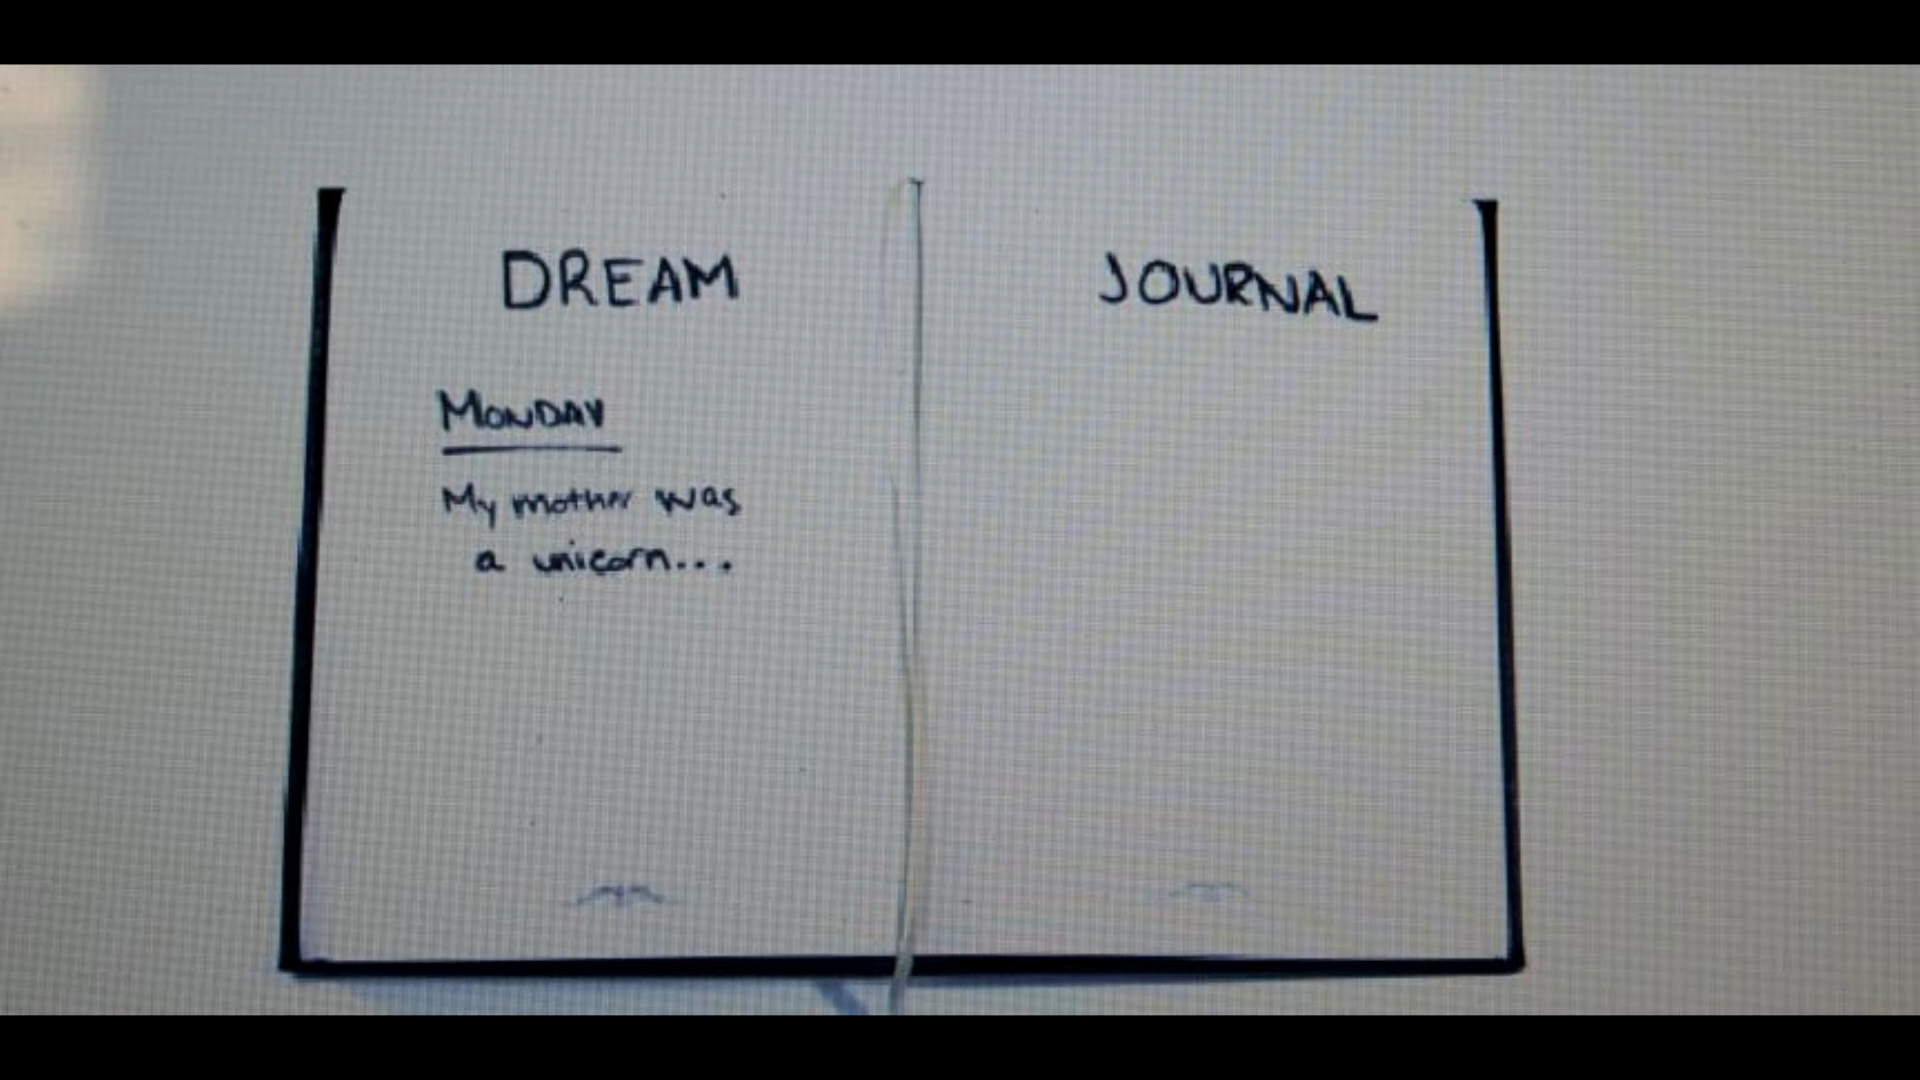 DREAM
JOURNAL
MONDAY
My mother was
a unicorn...